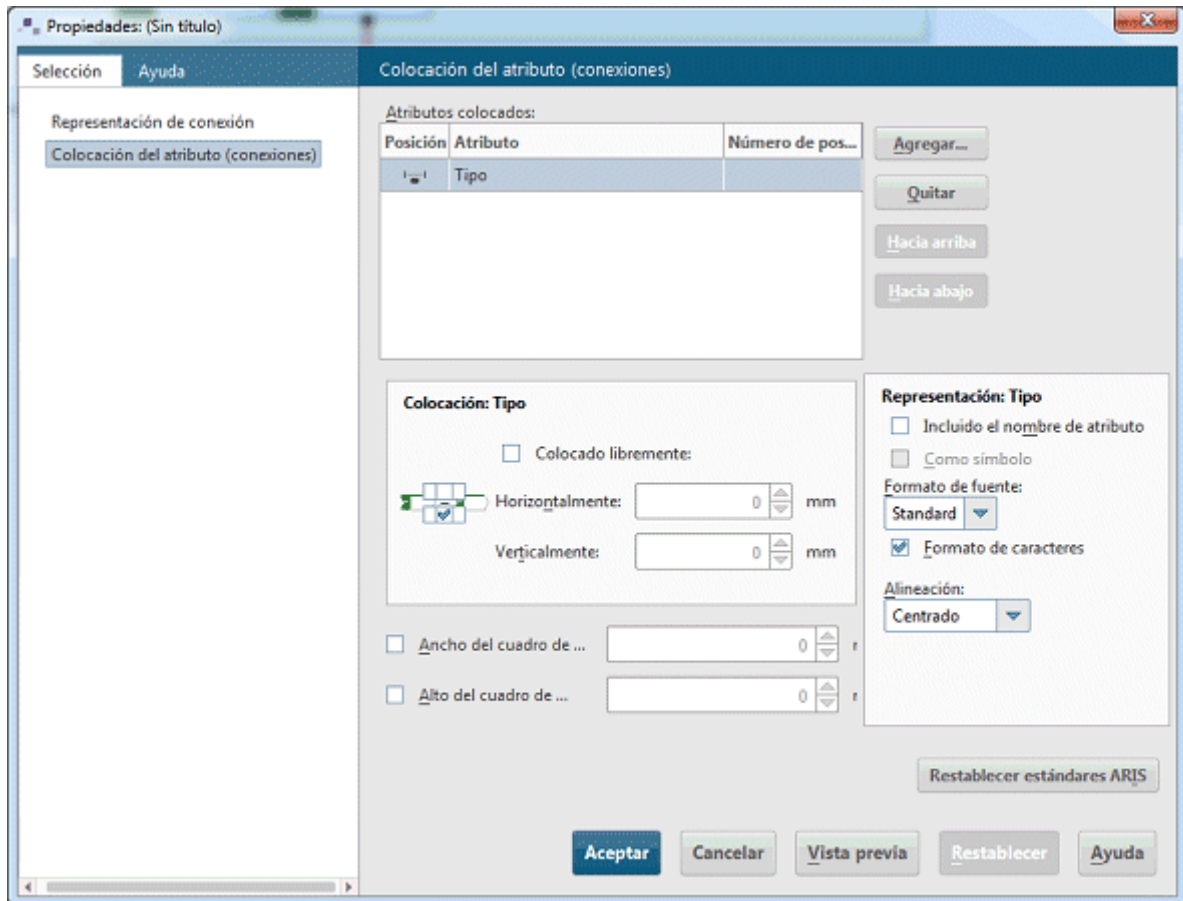 Propiedades: (Sin título)
Selección
Ayuda
Colocación del atributo (conexiones)
Representación de conexión
Colocación del atributo (conexiones)
Atributos colocados:
Posición Atributo Número de pos...
Tipo
Agregar...
Quitar
Hacia arriba
Hacia abajo
Colocación: Tipo
Colocado libremente:
Horizontalmente: 0 mm
Verticalmente: 0 mm
Ancho del cuadro de ... 0 r
Alto del cuadro de ... 0 r
Representación: Tipo
Incluido el nombre de atributo
Como símbolo
Formato de fuente:
Standard
Formato de caracteres
Alineación:
Centrado
Restablecer estándares ARIS
Aceptar Cancelar Vista previa Restablecer Ayuda